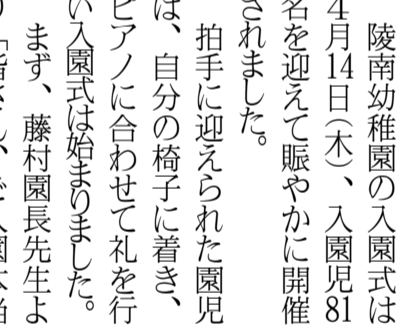 陵南幼稚園の入園式は
4月14日(木)、入園児81
名を迎えて賑やかに開催
されました。
拍手に迎えられた園児
は、自分の椅子に着き、
ピアノに合わせて礼を行
い入園式は始まりました。
まず、藤村園長先生よ